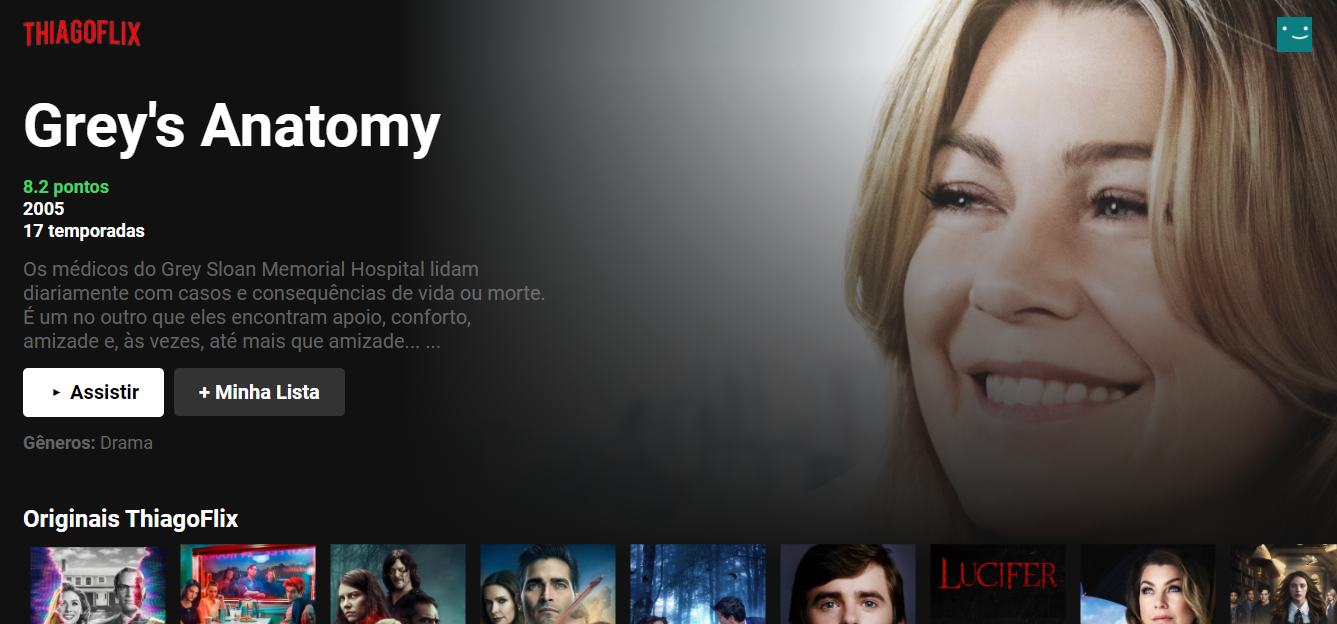 THIAGOFLIX
Grey's Anatomy
8.2 pontos
2005
17 temporadas
Os médicos do Grey Sloan Memorial Hospital lidam
diariamente com casos e consequências de vida ou morte.
É um no outro que eles encontram apoio, conforto,
amizade e, às vezes, até mais que amizade... ...
► Assistir
+ Minha Lista
Gêneros: Drama
Originais ThiagoFlix
LUCIFER